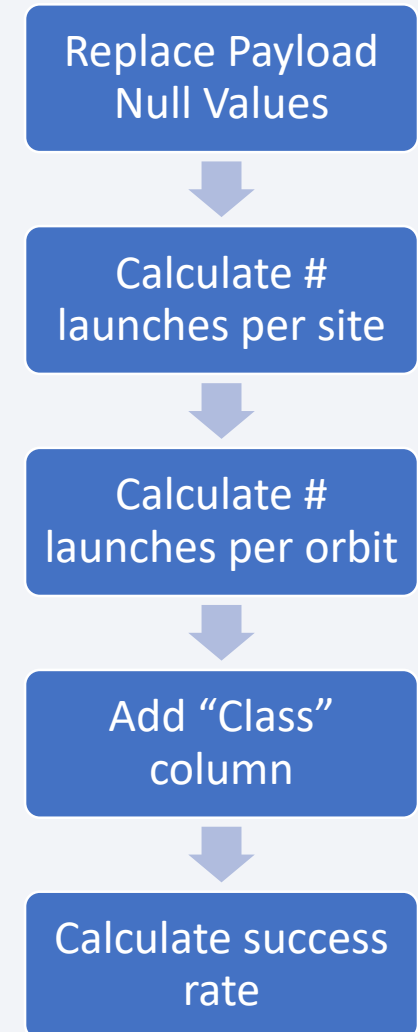 Replace Payload
Null Values
Calculate #
launches per site
Calculate #
launches per orbit
Add “Class”
column
Calculate success
rate